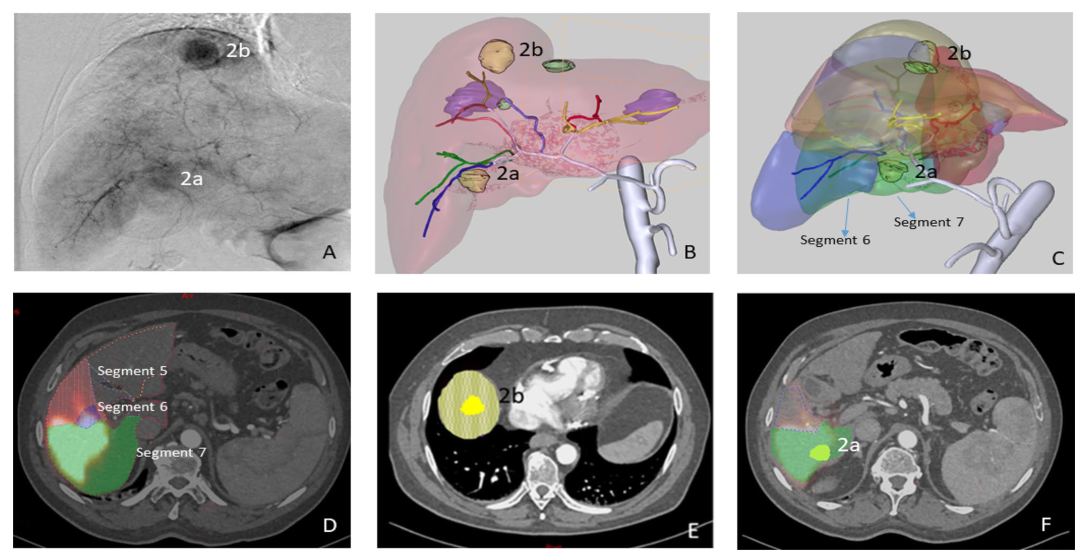 2b
2a
A
2b
2a
B
2b
2a
Segment 7
Segment 6
C
Segment 5
Segment 6
Segment 7
D
2b
E
2a
F